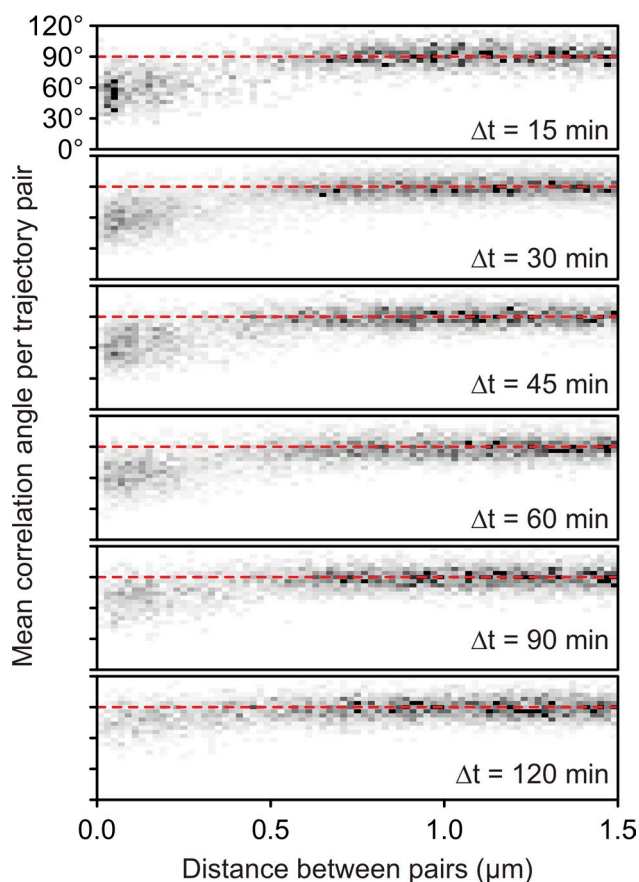 Mean correlation angle per trajectory pair
120°
90°
60°
30°
0°
Δt = 15 min
Δt = 30 min
Δt = 45 min
Δt = 60 min
Δt = 90 min
Δt = 120 min
0.0 0.5 1.0 1.5
Distance between pairs (μm)